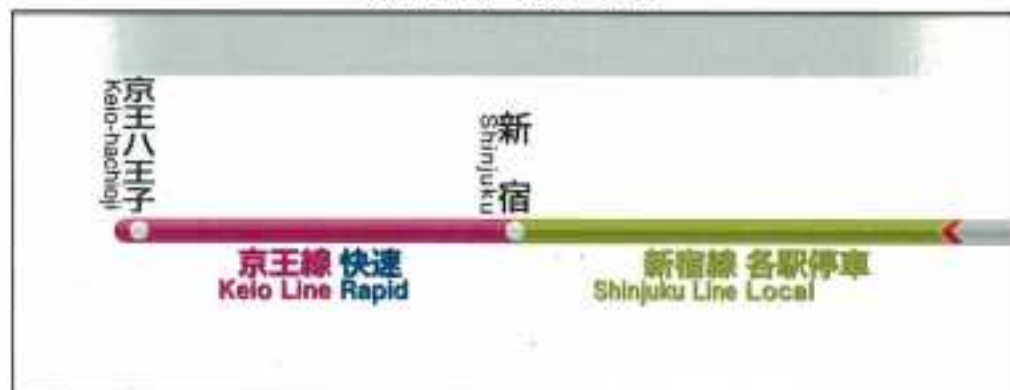 京王八王子
Keio-hachioji
新宿
Shinjuku
京王線 快速
Keio Line Rapid
新宿線 各駅停車
Shinjuku Line Local